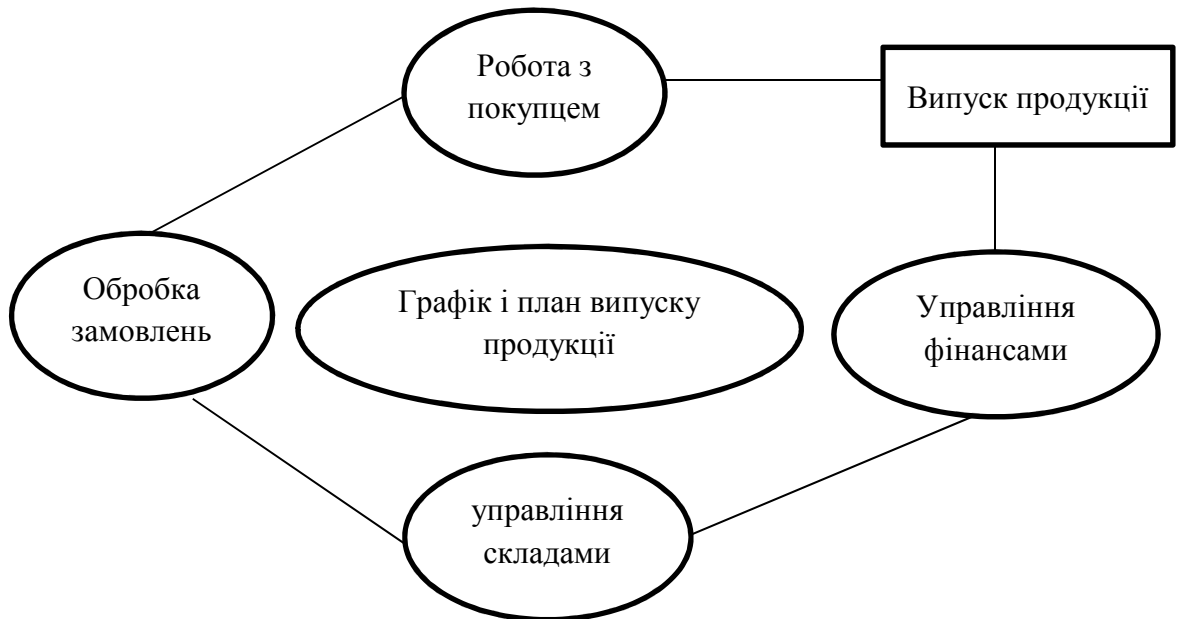 Робота з
покупцем
Випуск продукції
Обробка
замовлень
Графік і план випуску
продукції
Управління
фінансами
управління
складами